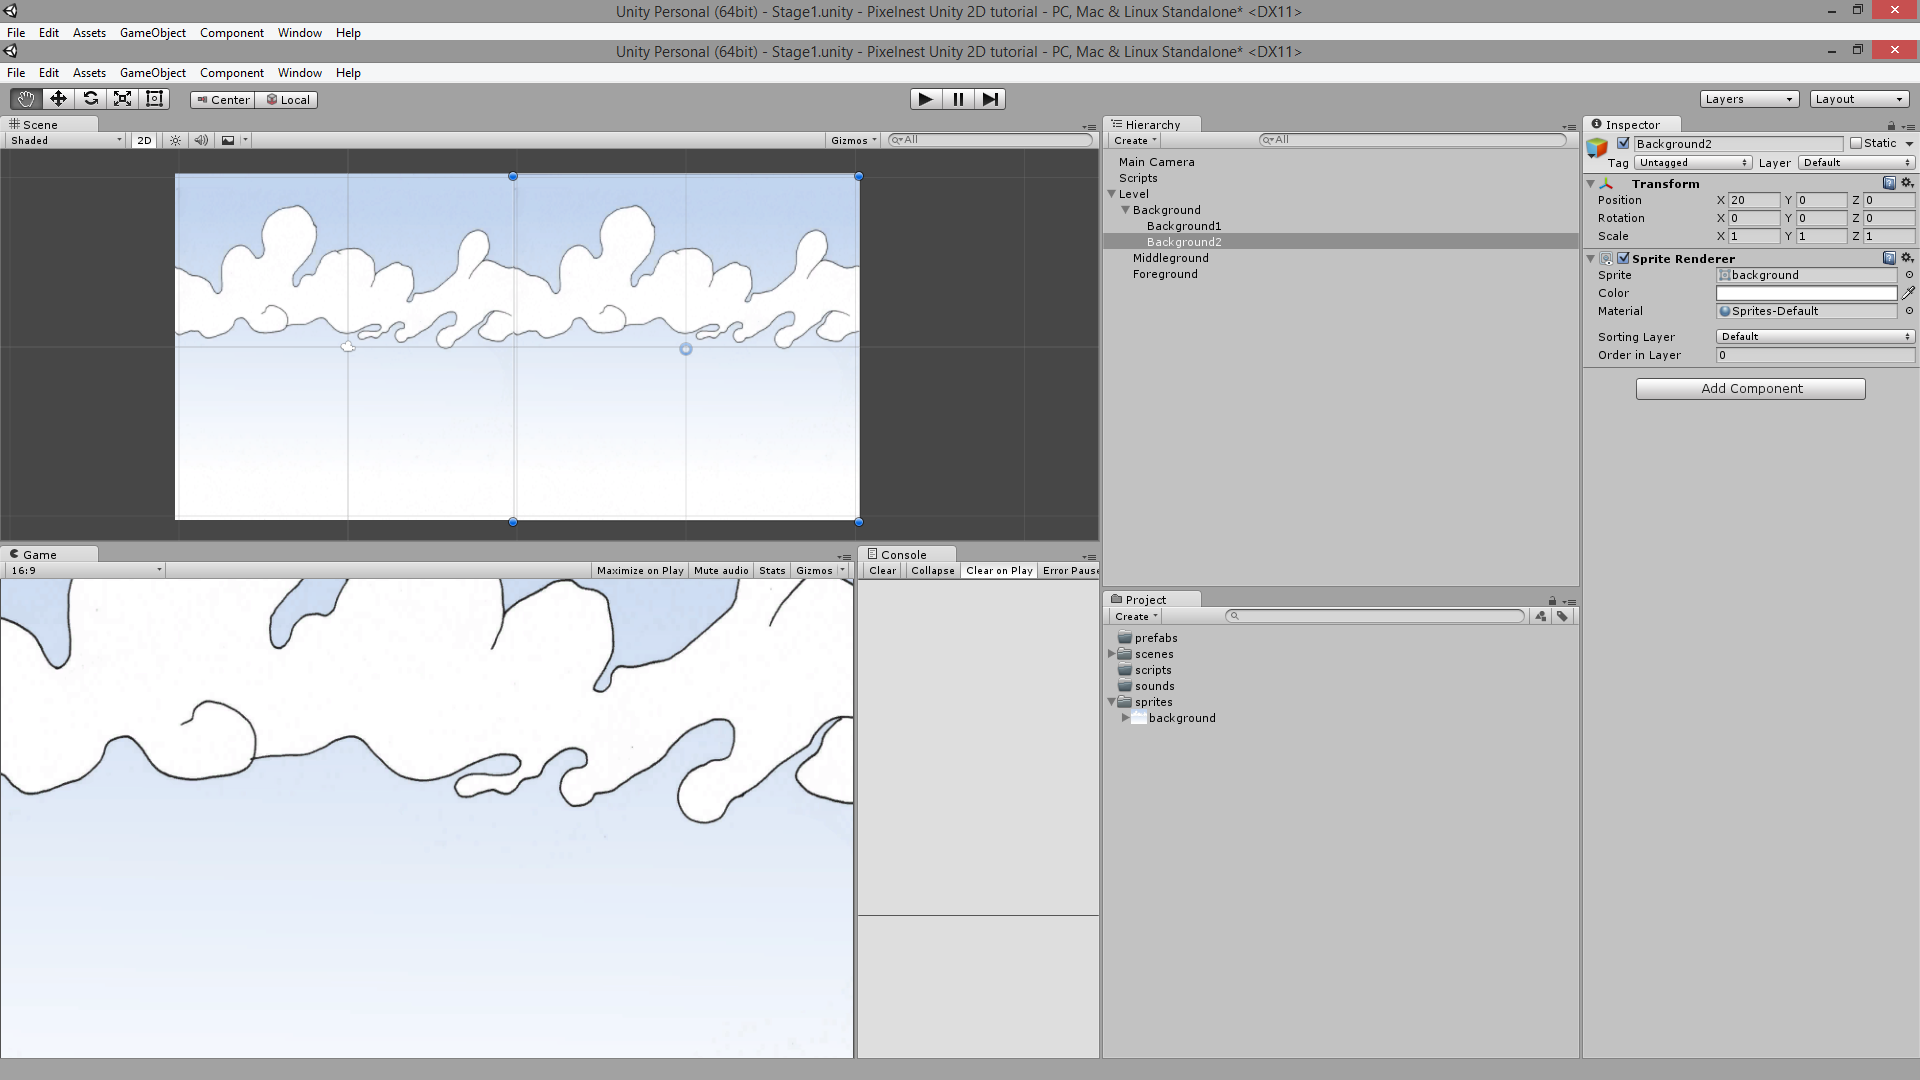 Unity Personal (64bit) - Stage1.unity - Pixelnest Unity 2D tutorial - PC, Mac & Linux Standalone* <DX11>
File Edit Assets GameObject Component Window Help
Unity Personal (64bit) - Stage1.unity - Pixelnest Unity 2D tutorial - PC, Mac & Linux Standalone* <DX11>
File Edit Assets GameObject Component Window Help
Center Local
Layers Layout
Scene
Shaded 2D Gizmos All
Hierarchy
Create All
Main Camera
Scripts
Level
Background
Background1
Background2
Middleground
Foreground
Inspector
Background2 Static
Tag Untagged Layer Default
Transform
Position X 20 Y 0 Z 0
Rotation X 0 Y 0 Z 0
Scale X 1 Y 1 Z 1
Sprite Renderer
Sprite background
Color
Material Sprites-Default
Sorting Layer Default
Order in Layer 0
Add Component
Game
16:9 Maximize on Play Mute audio Stats Gizmos
Console
Clear Collapse Clear on Play Error Pause
Project
Create
prefabs
scenes
scripts
sounds
sprites
background